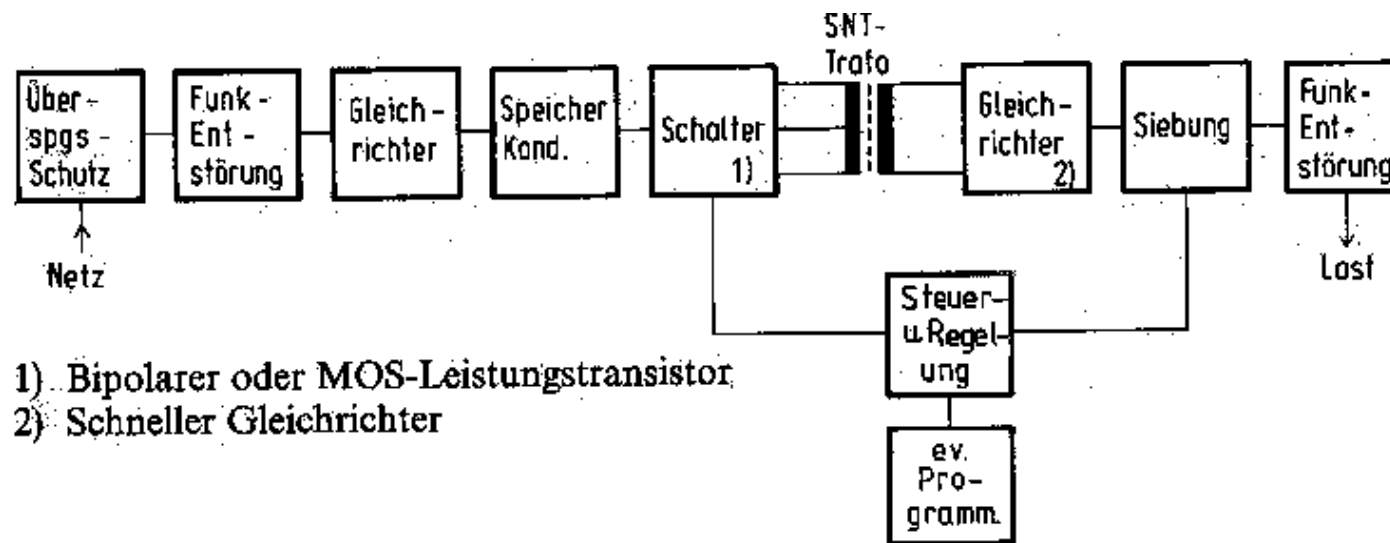 SNT-
Trafo
Über-
spgs-
Schutz
Funk-
Ent-
störung
Gleich-
richter
Speicher
Kond.
Schalter
1)
Gleich-
richter
2)
Siebung
Funk-
Ent-
störung
Netz
Last
Steuer-
u.Regel-
ung
ev.
Pro-
gramm.
1) Bipolarer oder MOS-Leistungstransistor
2) Schneller Gleichrichter